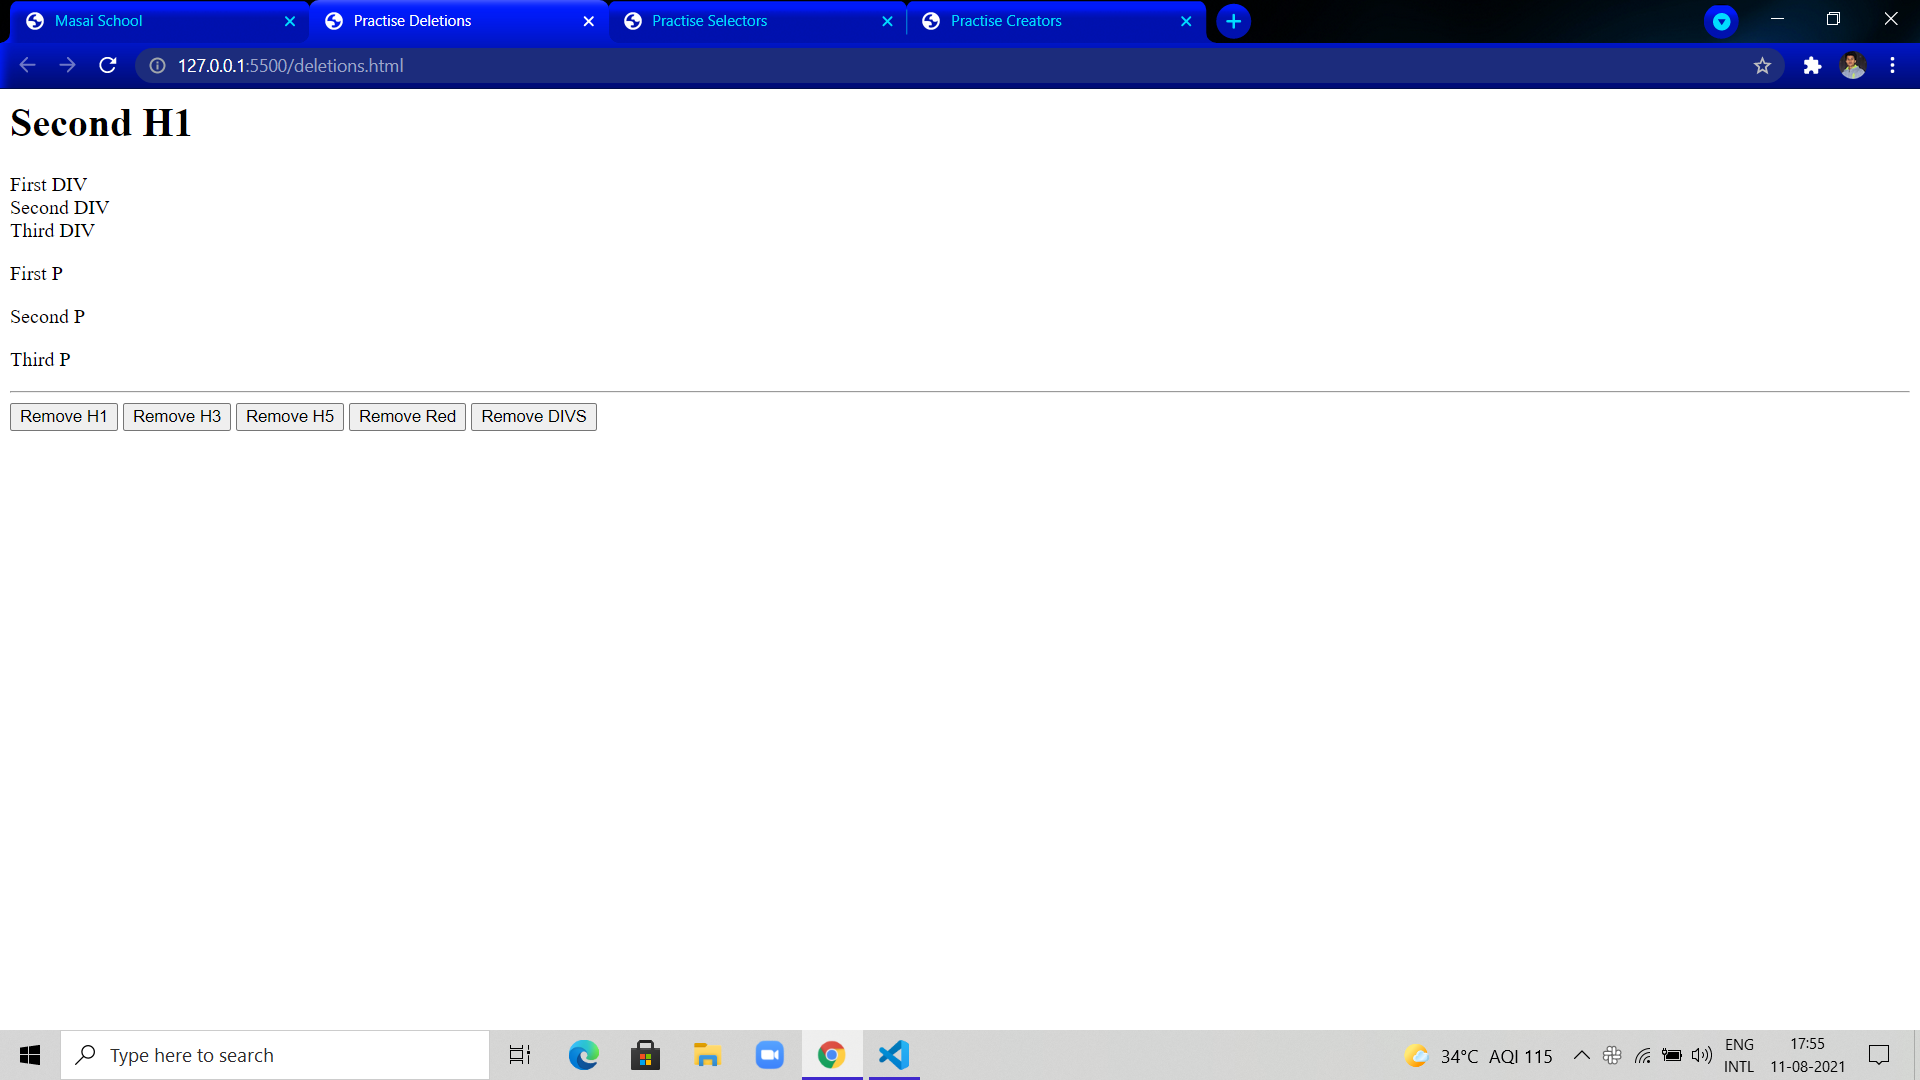 Masai School
Practise Deletions
Practise Selectors
Practise Creators
127.0.0.1:5500/deletions.html
Second H1
First DIV
Second DIV
Third DIV
First P
Second P
Third P
Remove H1 Remove H3 Remove H5 Remove Red Remove DIVS
Type here to search
34°C AQI 115
ENG
INTL
17:55
11-08-2021